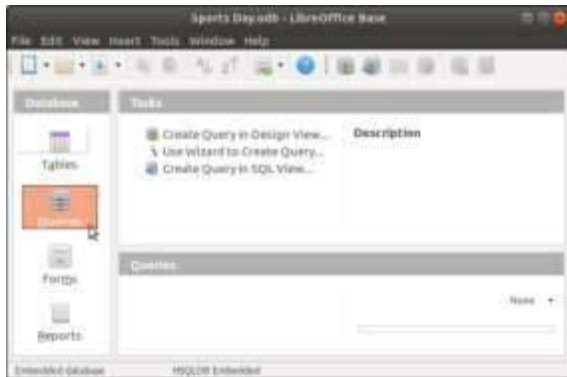 Sports Day.odb - LibreOffice Base
File Edit View Insert Tools Window Help
Database
Tables
Queries
Forms
Reports
Tasks
Create Query in Design View...
Use Wizard to Create Query...
Create Query in SQL View...
Description
Queries
None
Embedded database
HSQLDB Embedded